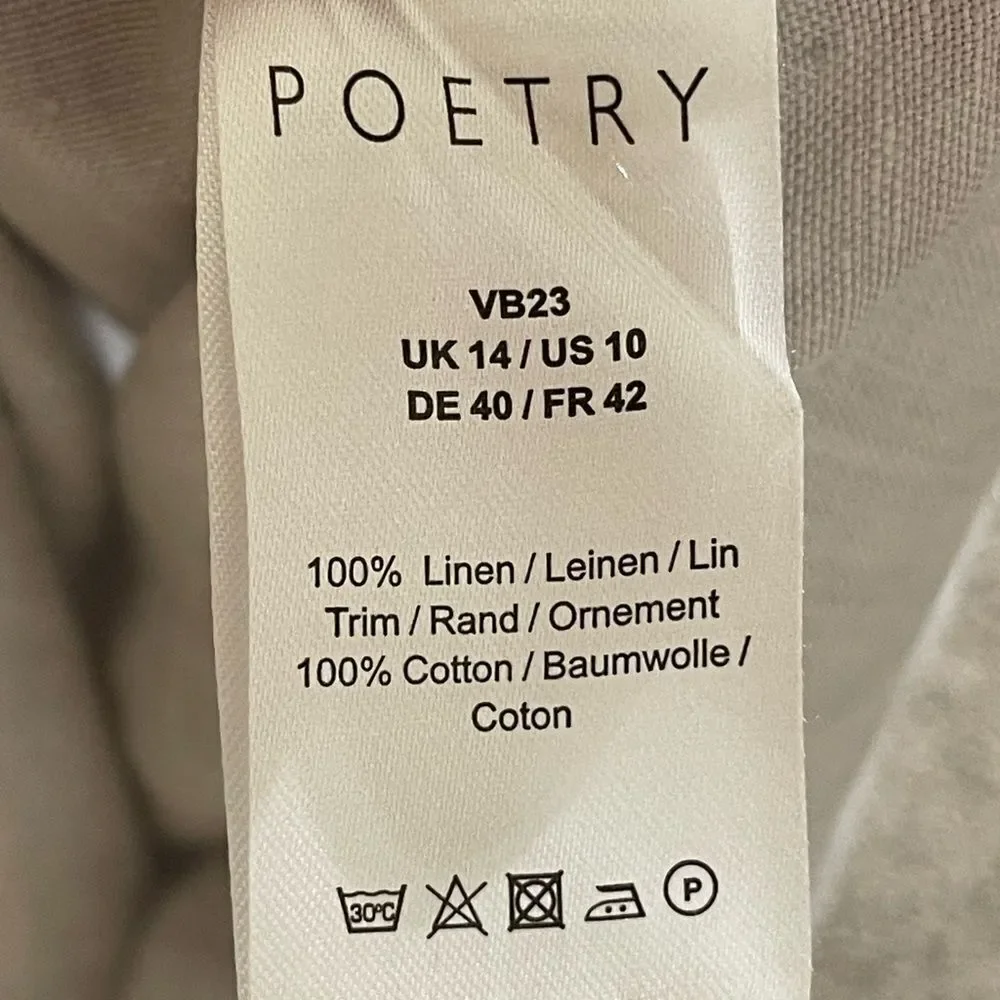 POETRY
VB23
UK 14 / US 10
DE 40 / FR 42
100% Linen / Leinen / Lin
Trim / Rand / Ornement
100% Cotton / Baumwolle /
Coton
30°C P